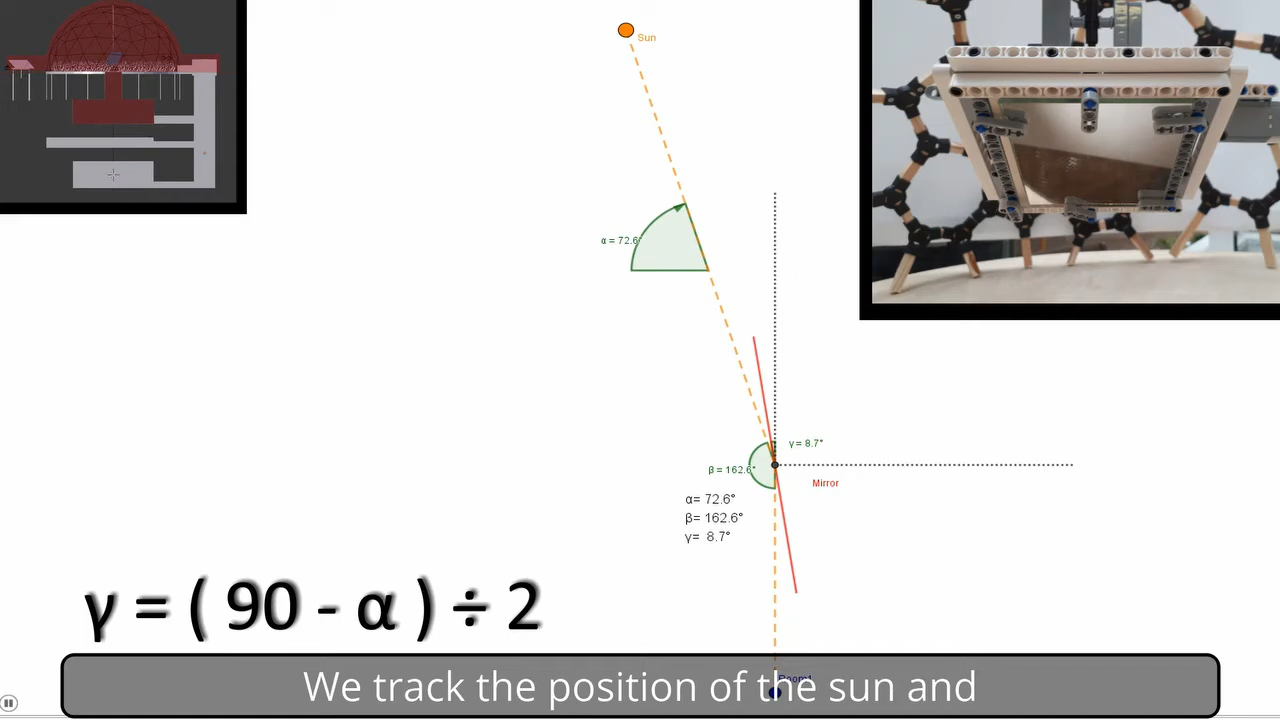 Sun
α = 72.6°
γ = 8.7°
β = 162.6°
Mirror
α= 72.6°
β= 162.6°
γ= 8.7°
γ = ( 90 - α ) ÷ 2
Room1
We track the position of the sun and